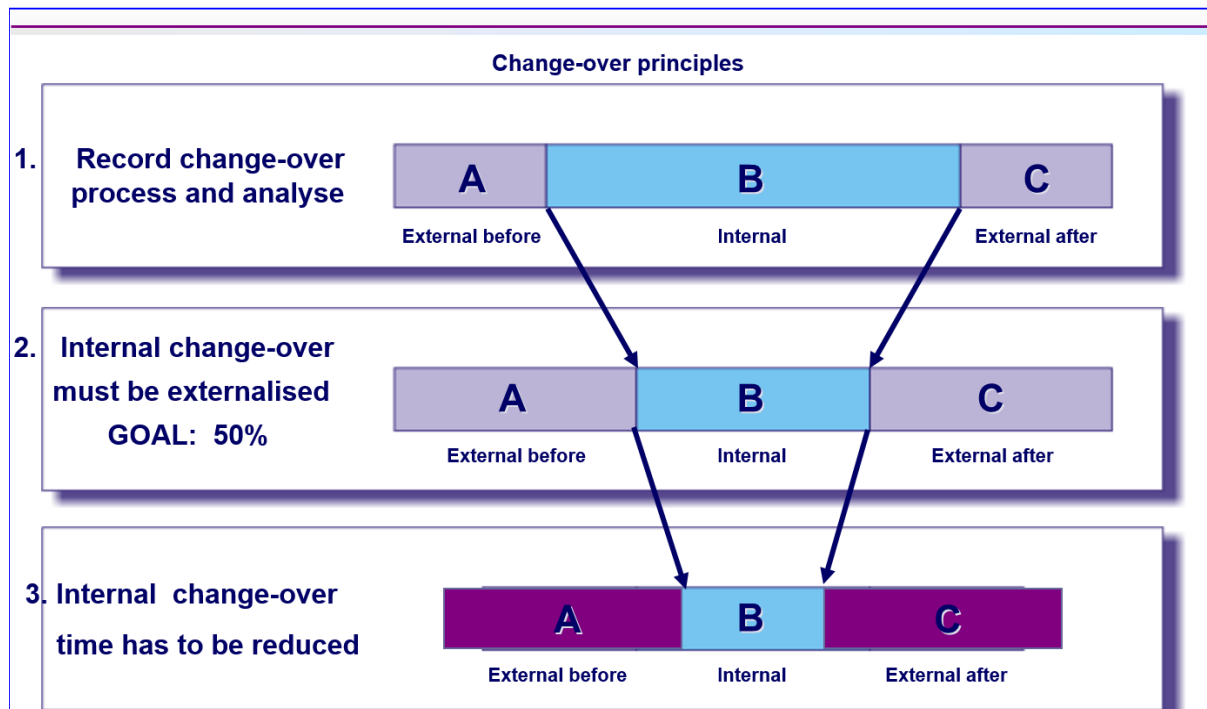 Change-over principles
1. Record change-over
process and analyse
A B C
External before Internal External after
2. Internal change-over
must be externalised
GOAL: 50%
A B C
External before Internal External after
3. Internal change-over
time has to be reduced
A B C
External before Internal External after